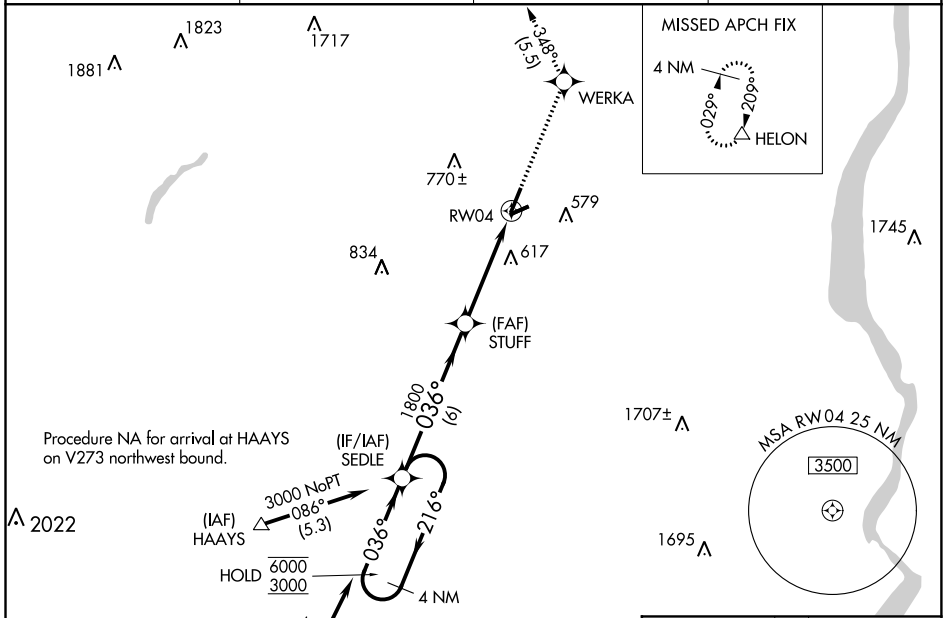 1823
1717
1881
348°
(5.5)
WERKA
MISSED APCH FIX
4 NM
029°
209°
HELON
770±
RW04
579
834
617
1745
(FAF)
STUFF
1800
036°
(6)
1707±
Procedure NA for arrival at HAAYS
on V273 northwest bound.
(IF/IAF)
SEDLE
MSA RW04 25 NM
3500
3000 NoPT
086°
(5.3)
2022
(IAF)
HAAYS
036°
216°
1695
HOLD
6000
3000
4 NM